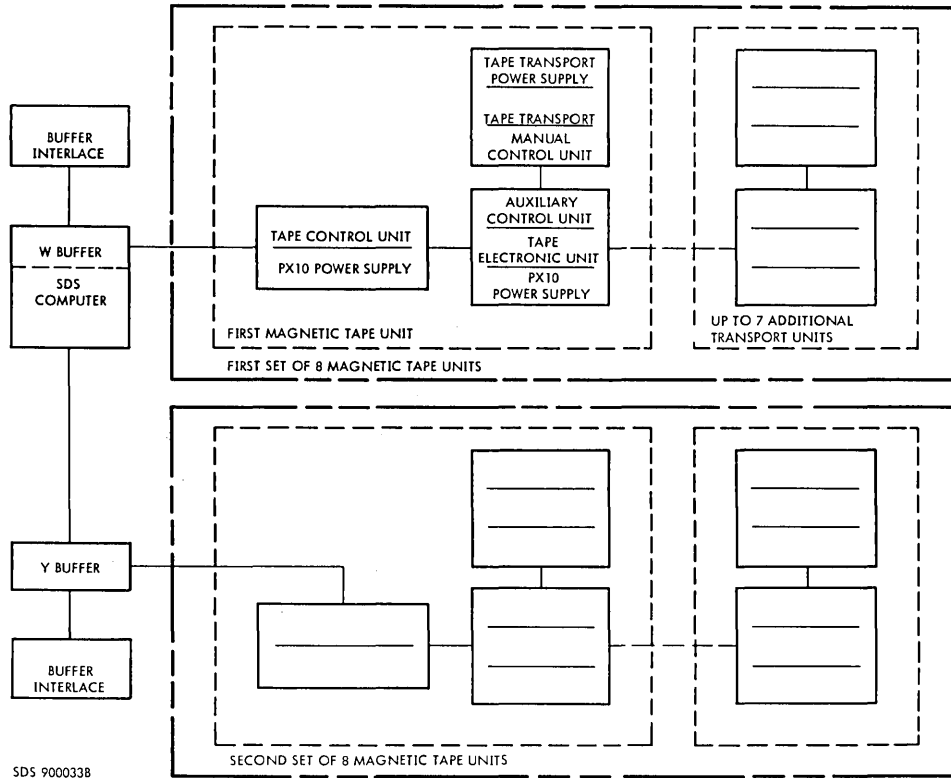 BUFFER
INTERLACE
W BUFFER
SDS
COMPUTER
Y BUFFER
BUFFER
INTERLACE
TAPE CONTROL UNIT
PX10 POWER SUPPLY
TAPE TRANSPORT
POWER SUPPLY
TAPE TRANSPORT
MANUAL
CONTROL UNIT
AUXILIARY
CONTROL UNIT
TAPE
ELECTRONIC UNIT
PX10
POWER SUPPLY
FIRST MAGNETIC TAPE UNIT
UP TO 7 ADDITIONAL
TRANSPORT UNITS
FIRST SET OF 8 MAGNETIC TAPE UNITS
SECOND SET OF 8 MAGNETIC TAPE UNITS
SDS 900033B